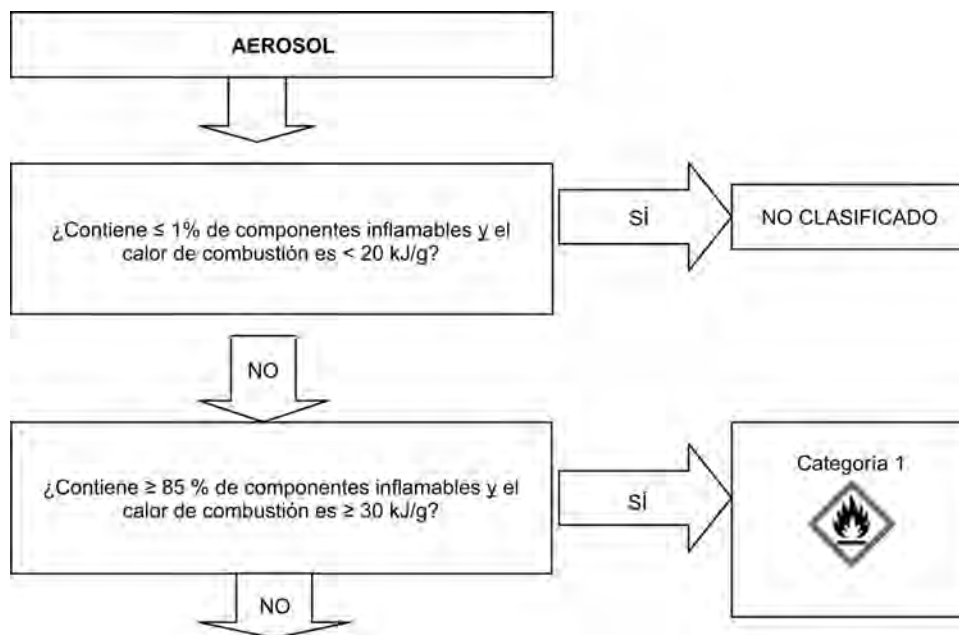 AEROSOL
¿Contiene ≤ 1% de componentes inflamables y el
calor de combustión es < 20 kJ/g?
SÍ
NO CLASIFICADO
NO
¿Contiene ≥ 85 % de componentes inflamables y el
calor de combustión es ≥ 30 kJ/g?
SÍ
Categoría 1
NO